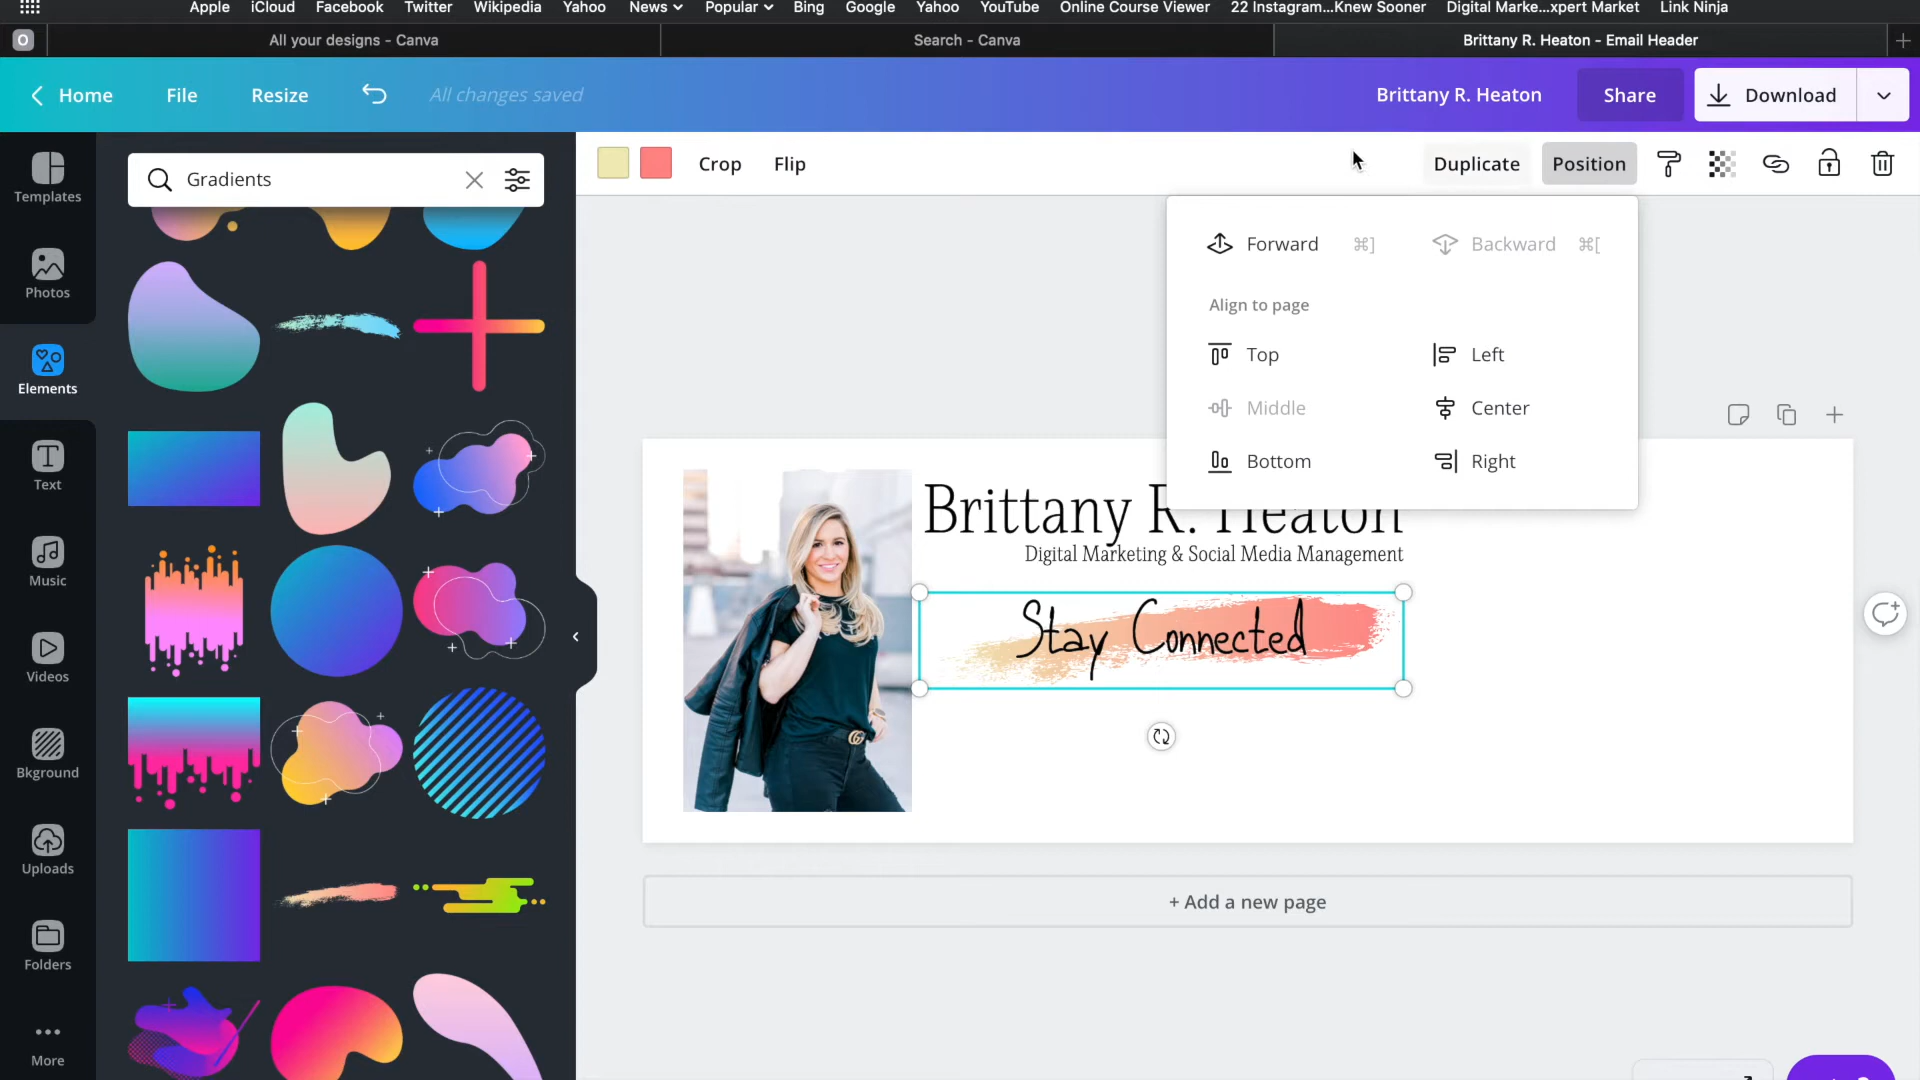 Apple iCloud Facebook Twitter Wikipedia Yahoo News Popular Bing Google Yahoo YouTube Online Course Viewer 22 Instagram...Knew Sooner Digital Marke...xpert Market Link Ninja
O All your designs - Canva Search - Canva Brittany R. Heaton - Email Header
Home File Resize All changes saved Brittany R. Heaton Share Download
Gradients Crop Flip Duplicate Position
Templates
Photos
Elements
Text
Music
Videos
Bkground
Uploads
Folders
More
Forward ⌘] Backward ⌘[
Align to page
Top Left
Middle Center
Bottom Right
Brittany R. Heaton
Digital Marketing & Social Media Management
Stay Connected
+ Add a new page